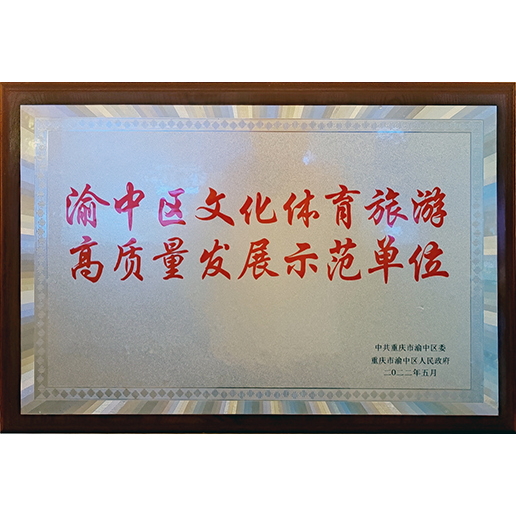 渝中区文化体育旅游
高质量发展示范单位
中共重庆市渝中区委
重庆市渝中区人民政府
二0二二年五月